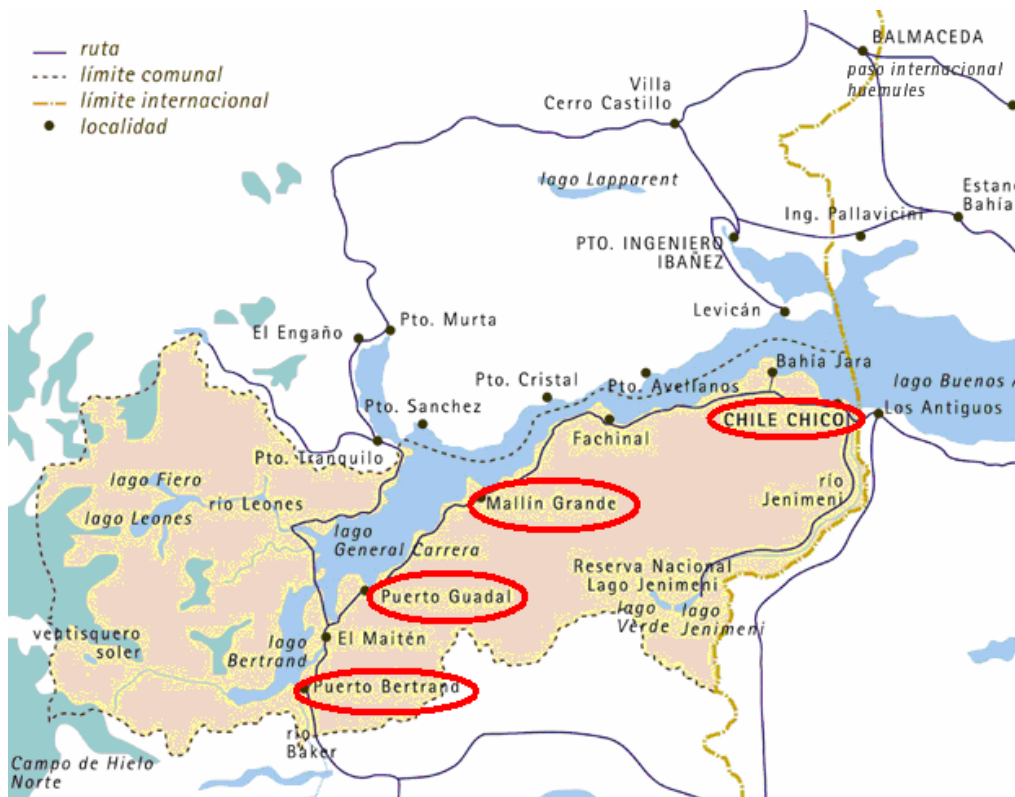 ruta
límite comunal
límite internacional
localidad
BALMACEDA
paso internacional
huemules
Villa
Cerro Castillo
lago Lapparent
Estanc
Bahía
Ing. Pallavicini
PTO. INGENIERO
IBAÑEZ
Levicán
El Engaño
Pto. Murta
Bahía Jara
lago Buenos A
Pto. Cristal
Pto. Avellanos
Pto. Sanchez
Fachinal
CHILE CHICO
Los Antiguos
Pto. Tranquilo
lago Fiero
río Leones
lago Leones
Mallín Grande
río
Jenimeni
lago
General Carrera
Reserva Nacional
Lago Jenimeni
Puerto Guadal
lago
Verde
lago
Jenimeni
ventisquero
soler
El Maitén
lago
Bertrand
Puerto Bertrand
río
Baker
Campo de Hielo
Norte